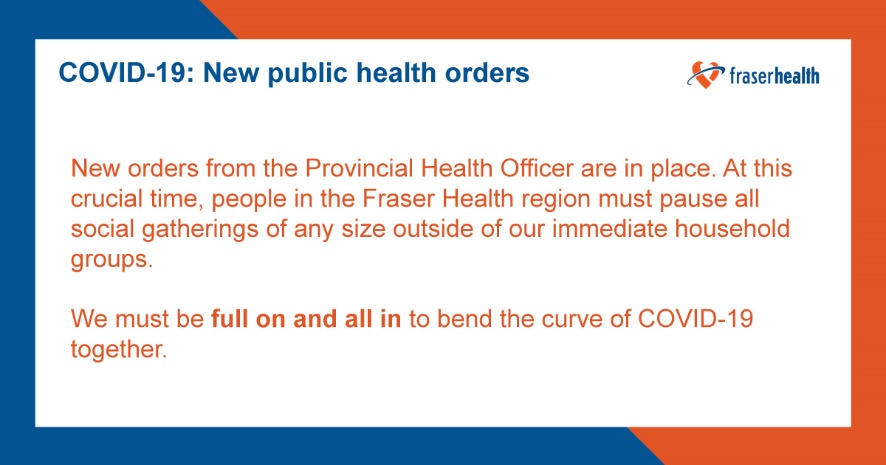 COVID-19: New public health orders
fraserhealth
New orders from the Provincial Health Officer are in place. At this
crucial time, people in the Fraser Health region must pause all
social gatherings of any size outside of our immediate household
groups.
We must be full on and all in to bend the curve of COVID-19
together.